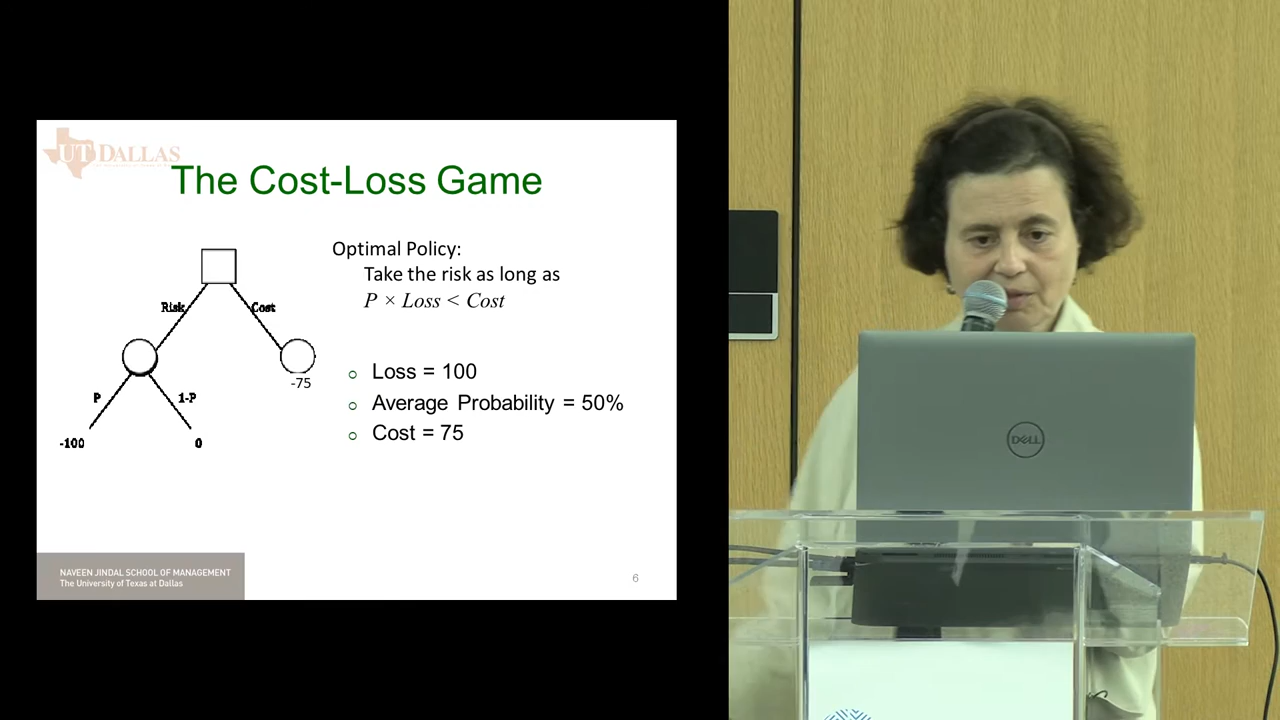 UT DALLAS
The Cost-Loss Game
Optimal Policy:
Take the risk as long as
P × Loss < Cost
Risk
Cost
-75
P
1-P
-100
0
Loss = 100
Average Probability = 50%
Cost = 75
NAVEEN JINDAL SCHOOL OF MANAGEMENT
The University of Texas at Dallas
6
DELL